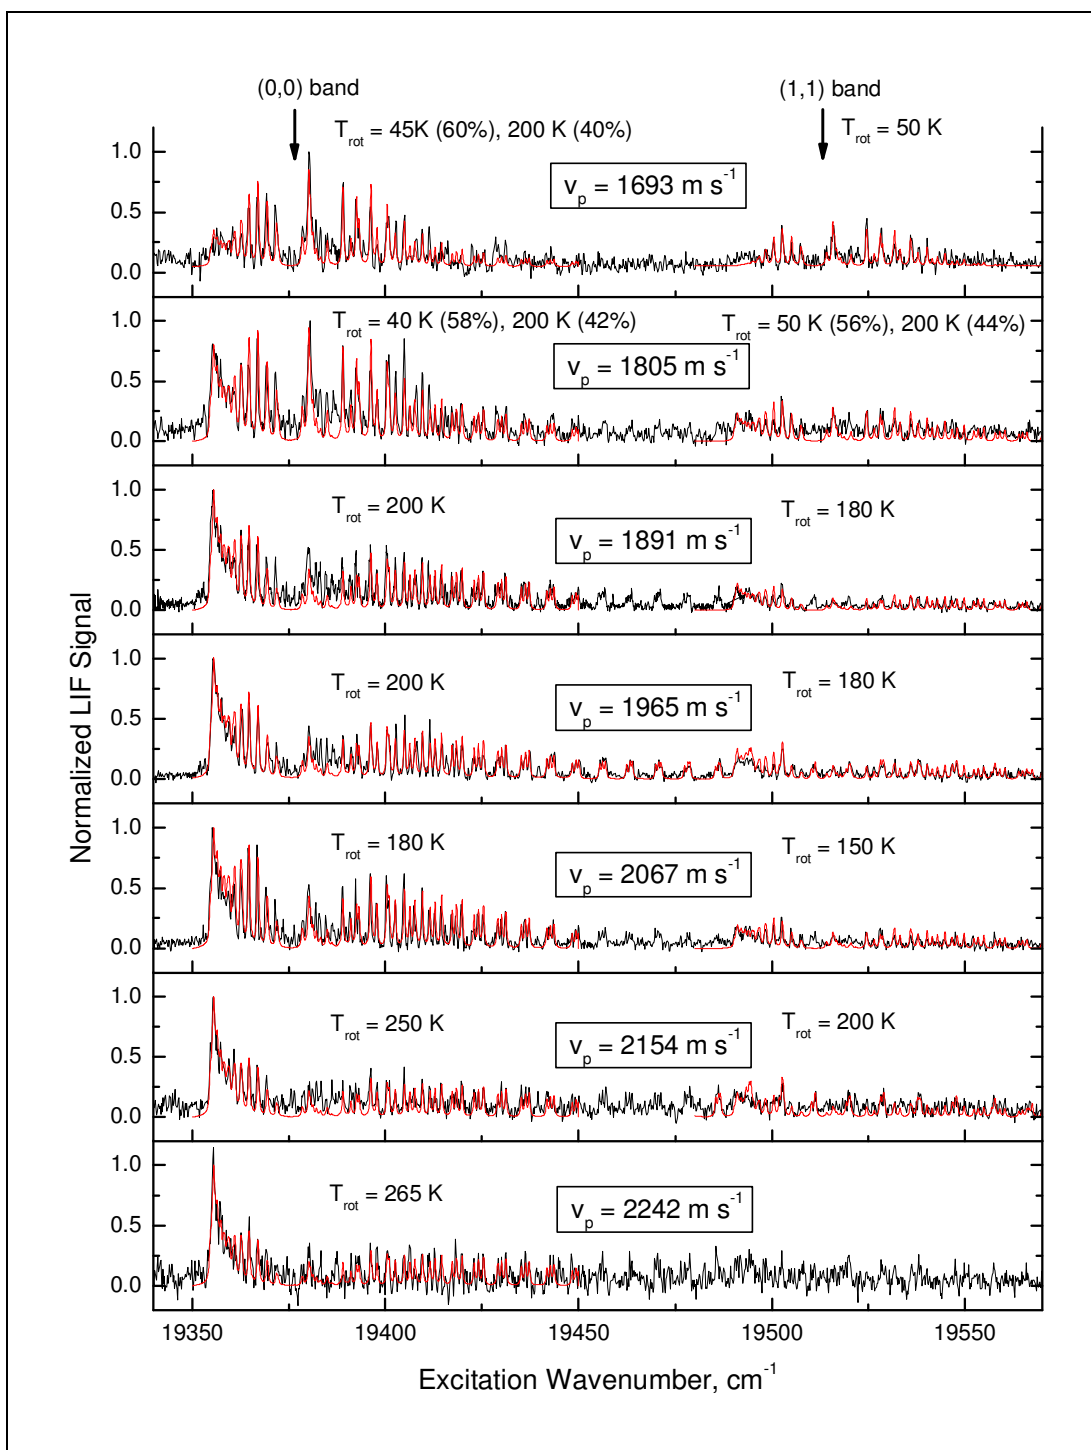 (0,0) band
(1,1) band
T_rot = 45K (60%), 200 K (40%)
T_rot = 50 K
v_p = 1693 m s⁻¹
1.0
0.5
0.0
T_rot = 40 K (58%), 200 K (42%)
T_rot = 50 K (56%), 200 K (44%)
v_p = 1805 m s⁻¹
1.0
0.5
0.0
T_rot = 200 K
T_rot = 180 K
v_p = 1891 m s⁻¹
1.0
0.5
0.0
T_rot = 200 K
T_rot = 180 K
v_p = 1965 m s⁻¹
1.0
0.5
0.0
T_rot = 180 K
T_rot = 150 K
v_p = 2067 m s⁻¹
1.0
0.5
0.0
T_rot = 250 K
T_rot = 200 K
v_p = 2154 m s⁻¹
1.0
0.5
0.0
T_rot = 265 K
v_p = 2242 m s⁻¹
1.0
0.5
0.0
Normalized LIF Signal
19350 19400 19450 19500 19550
Excitation Wavenumber, cm⁻¹